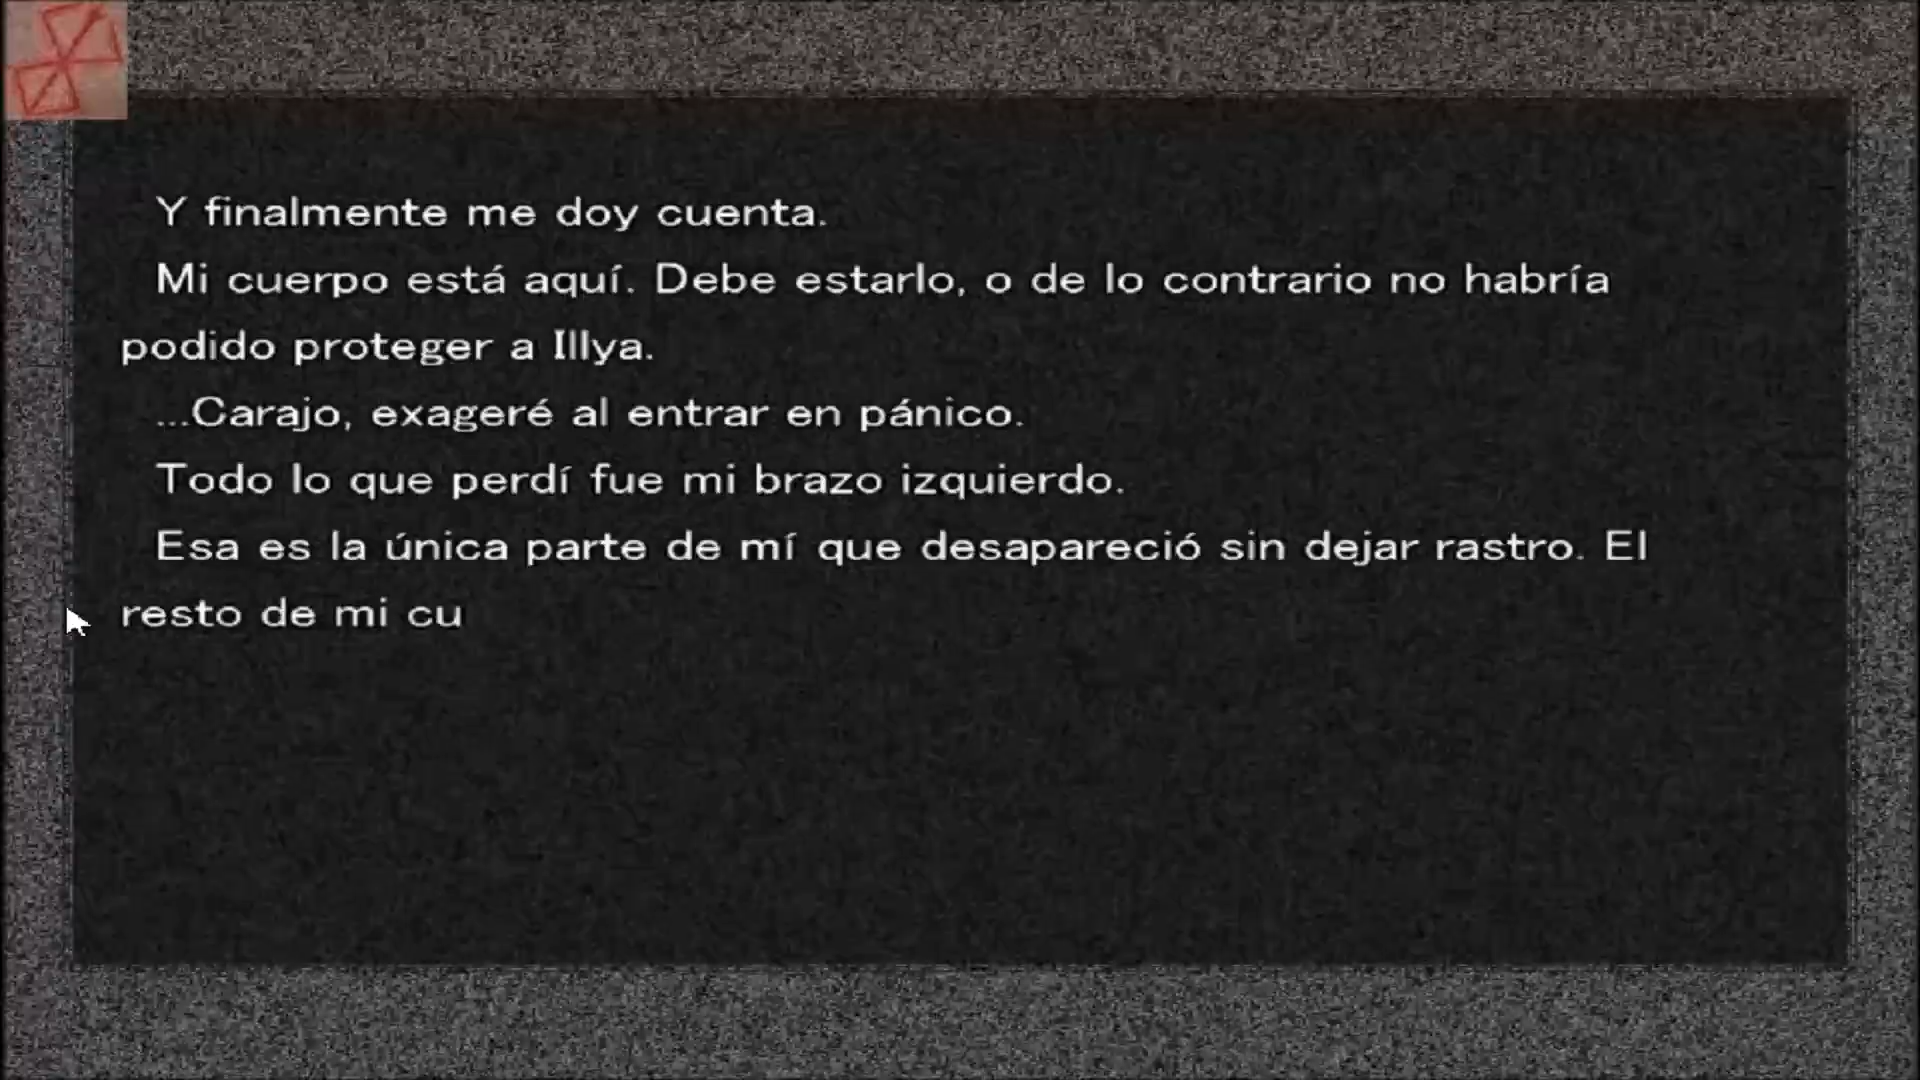 Y finalmente me doy cuenta.
Mi cuerpo está aquí. Debe estarlo, o de lo contrario no habría
podido proteger a Illya.
...Carajo, exageré al entrar en pánico.
Todo lo que perdí fue mi brazo izquierdo.
Esa es la única parte de mí que desapareció sin dejar rastro. El
resto de mi cu